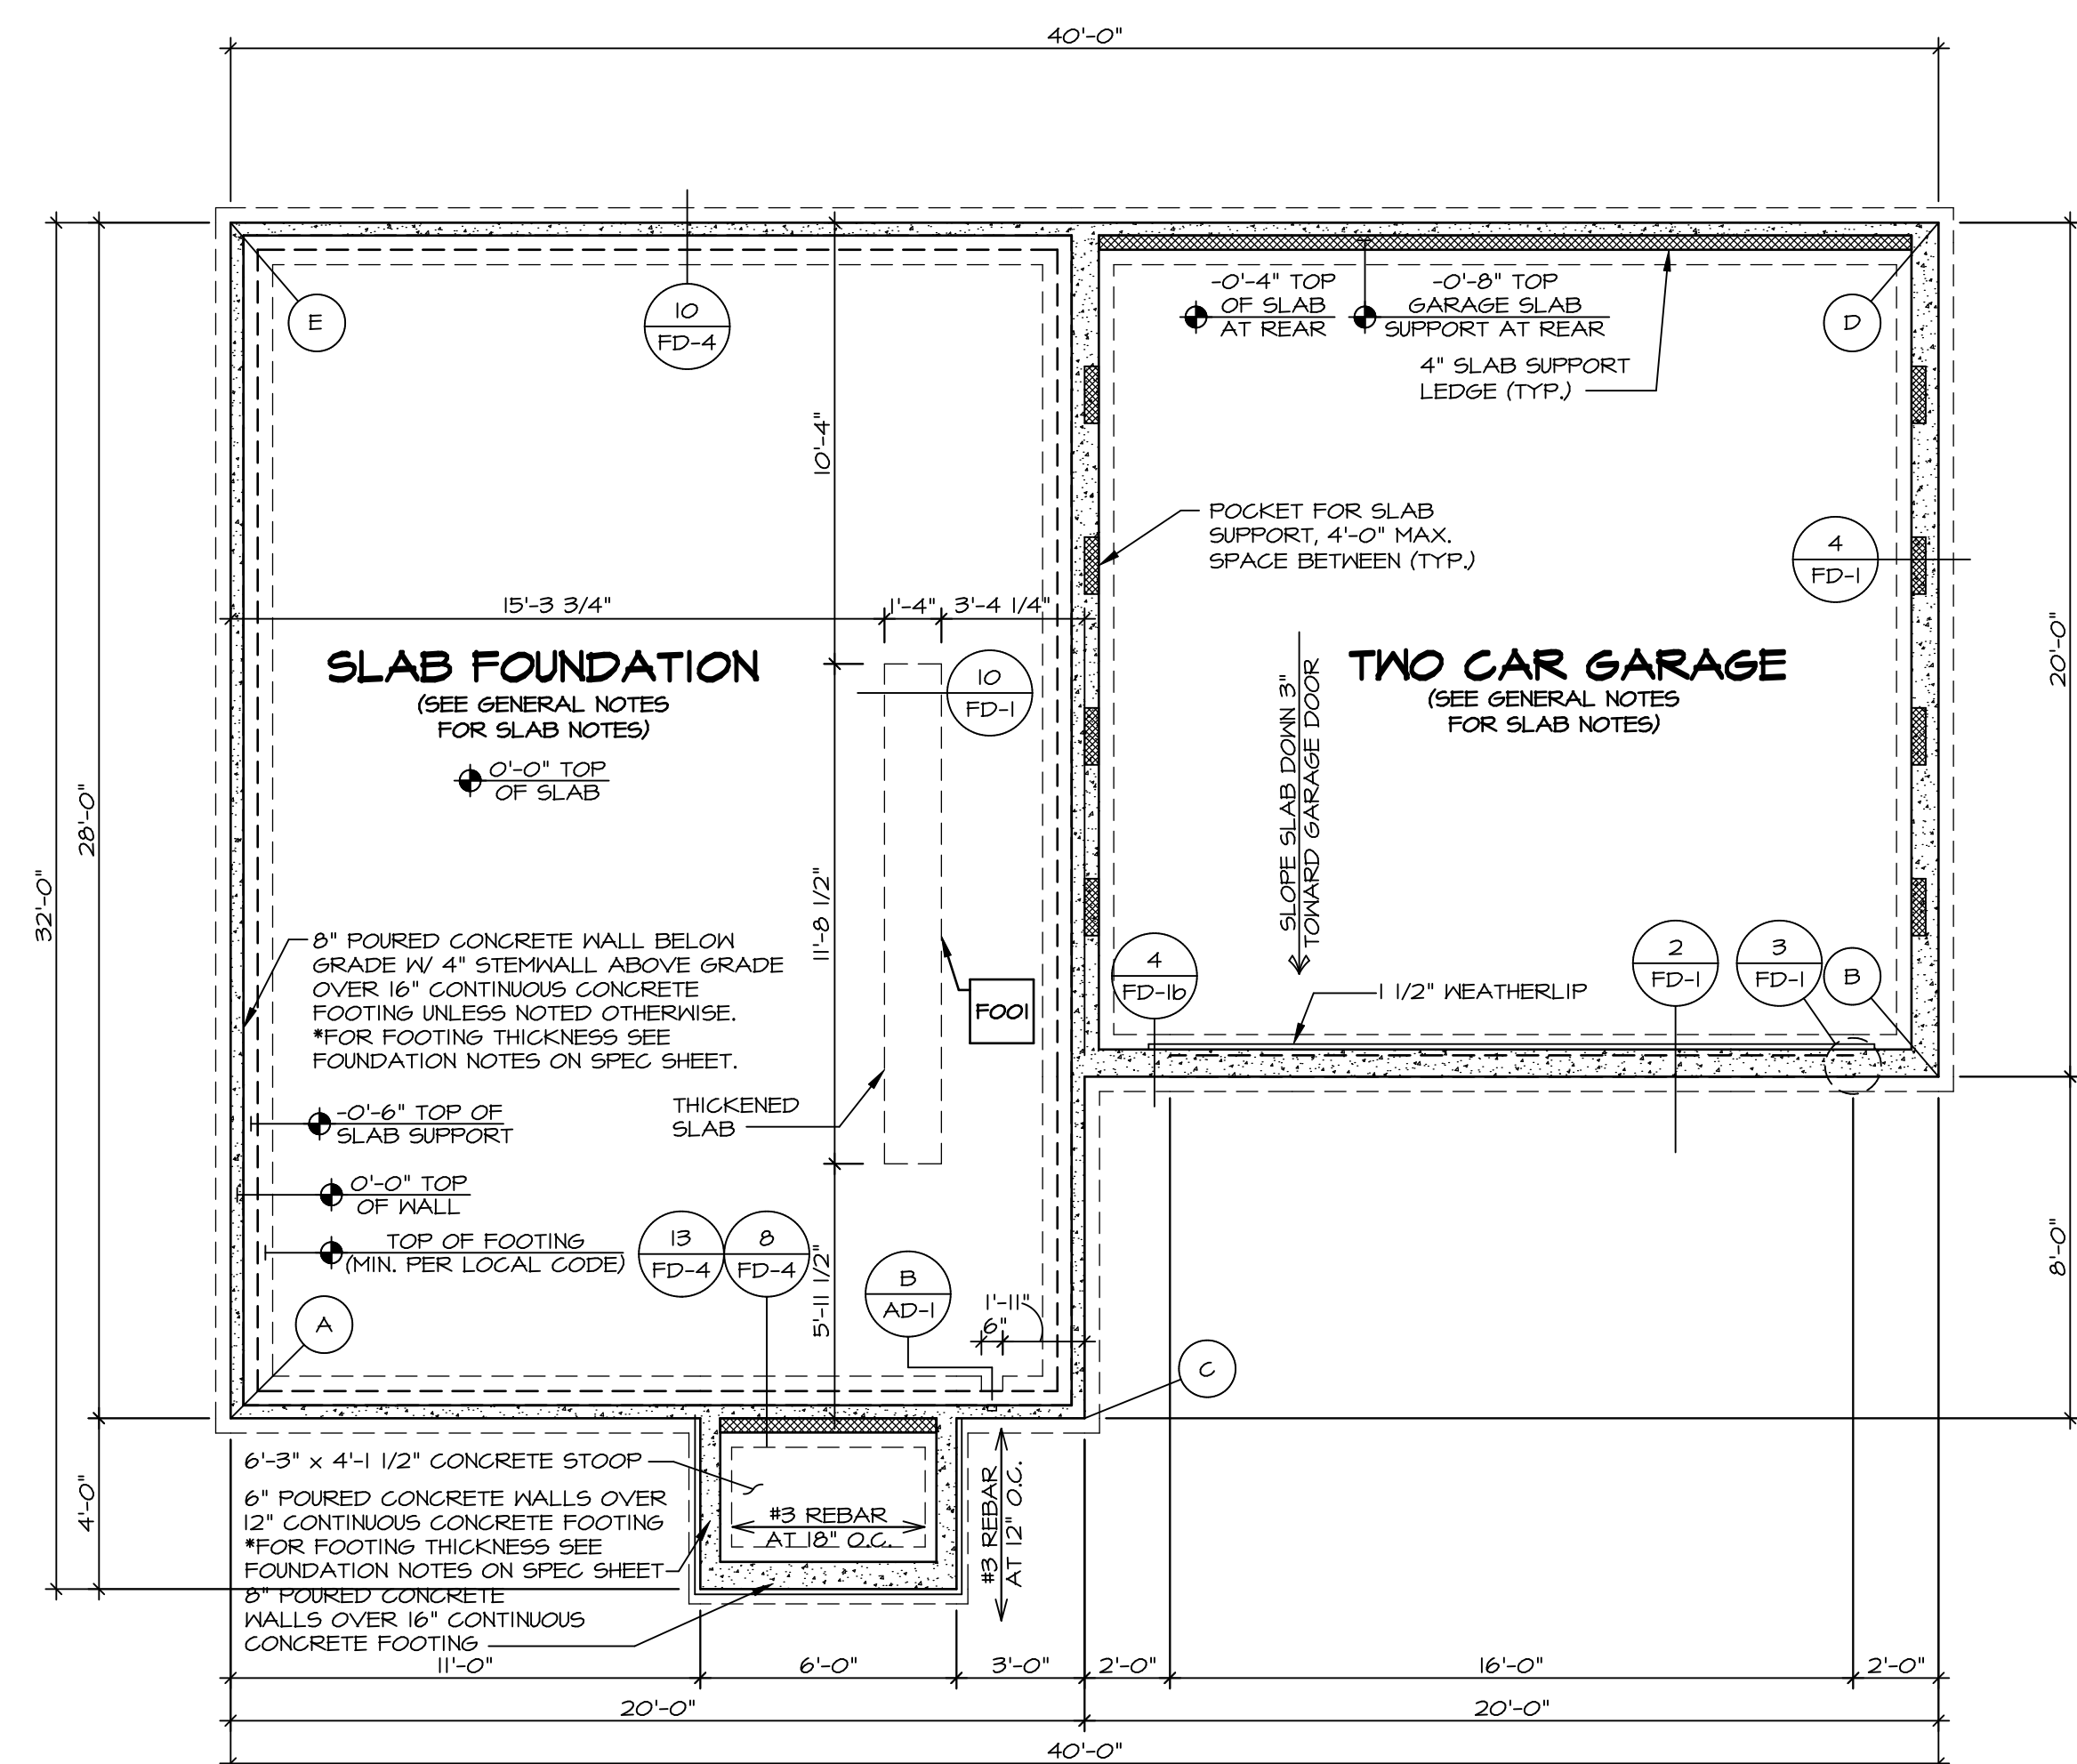 40'-0"
E
10
FD-4
-0'-4" TOP
OF SLAB
AT REAR
-0'-8" TOP
GARAGE SLAB
SUPPORT AT REAR
D
4" SLAB SUPPORT
LEDGE (TYP.)
10'-4"
POCKET FOR SLAB
SUPPORT, 4'-0" MAX.
SPACE BETWEEN (TYP.)
4
FD-1
15'-3 3/4"
1'-4"
3'-4 1/4"
20'-0"
SLAB FOUNDATION
(SEE GENERAL NOTES
FOR SLAB NOTES)
10
FD-1
TWO CAR GARAGE
(SEE GENERAL NOTES
FOR SLAB NOTES)
0'-0" TOP
OF SLAB
SLOPE SLAB DOWN 3"
TOWARD GARAGE DOOR
28'-0"
32'-0"
11'-8 1/2"
8" POURED CONCRETE WALL BELOW
GRADE W/ 4" STEMWALL ABOVE GRADE
OVER 16" CONTINUOUS CONCRETE
FOOTING UNLESS NOTED OTHERWISE.
*FOR FOOTING THICKNESS SEE
FOUNDATION NOTES ON SPEC SHEET.
F001
4
FD-1b
1 1/2" WEATHERLIP
2
FD-1
3
FD-1
B
THICKENED
SLAB
-0'-6" TOP OF
SLAB SUPPORT
0'-0" TOP
OF WALL
TOP OF FOOTING
(MIN. PER LOCAL CODE)
13
FD-4
8
FD-4
5'-11 1/2"
B
AD-1
1'-11"
6"
8'-0"
A
C
4'-0"
6'-3" x 4'-1 1/2" CONCRETE STOOP
6" POURED CONCRETE WALLS OVER
12" CONTINUOUS CONCRETE FOOTING
*FOR FOOTING THICKNESS SEE
FOUNDATION NOTES ON SPEC SHEET
8" POURED CONCRETE
WALLS OVER 16" CONTINUOUS
CONCRETE FOOTING
#3 REBAR
AT 18" O.C.
#3 REBAR
AT 12" O.C.
11'-0"
6'-0"
3'-0"
2'-0"
16'-0"
2'-0"
20'-0"
20'-0"
40'-0"